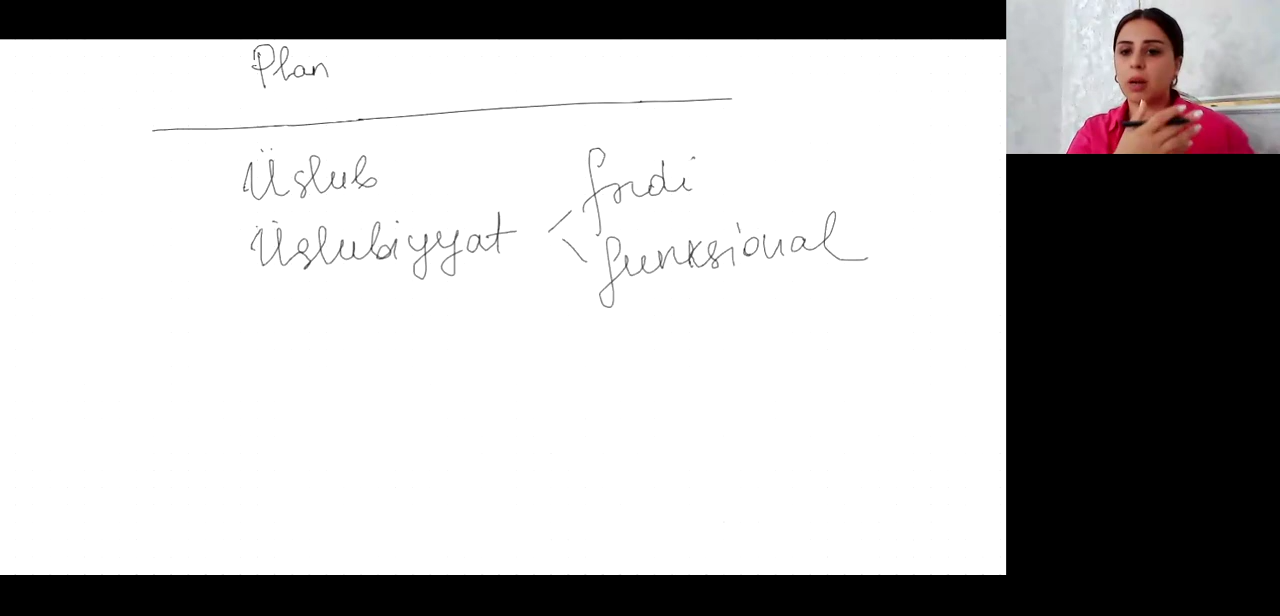 Plan
Üslub
fərdi
Üslubiyyat <
funksional